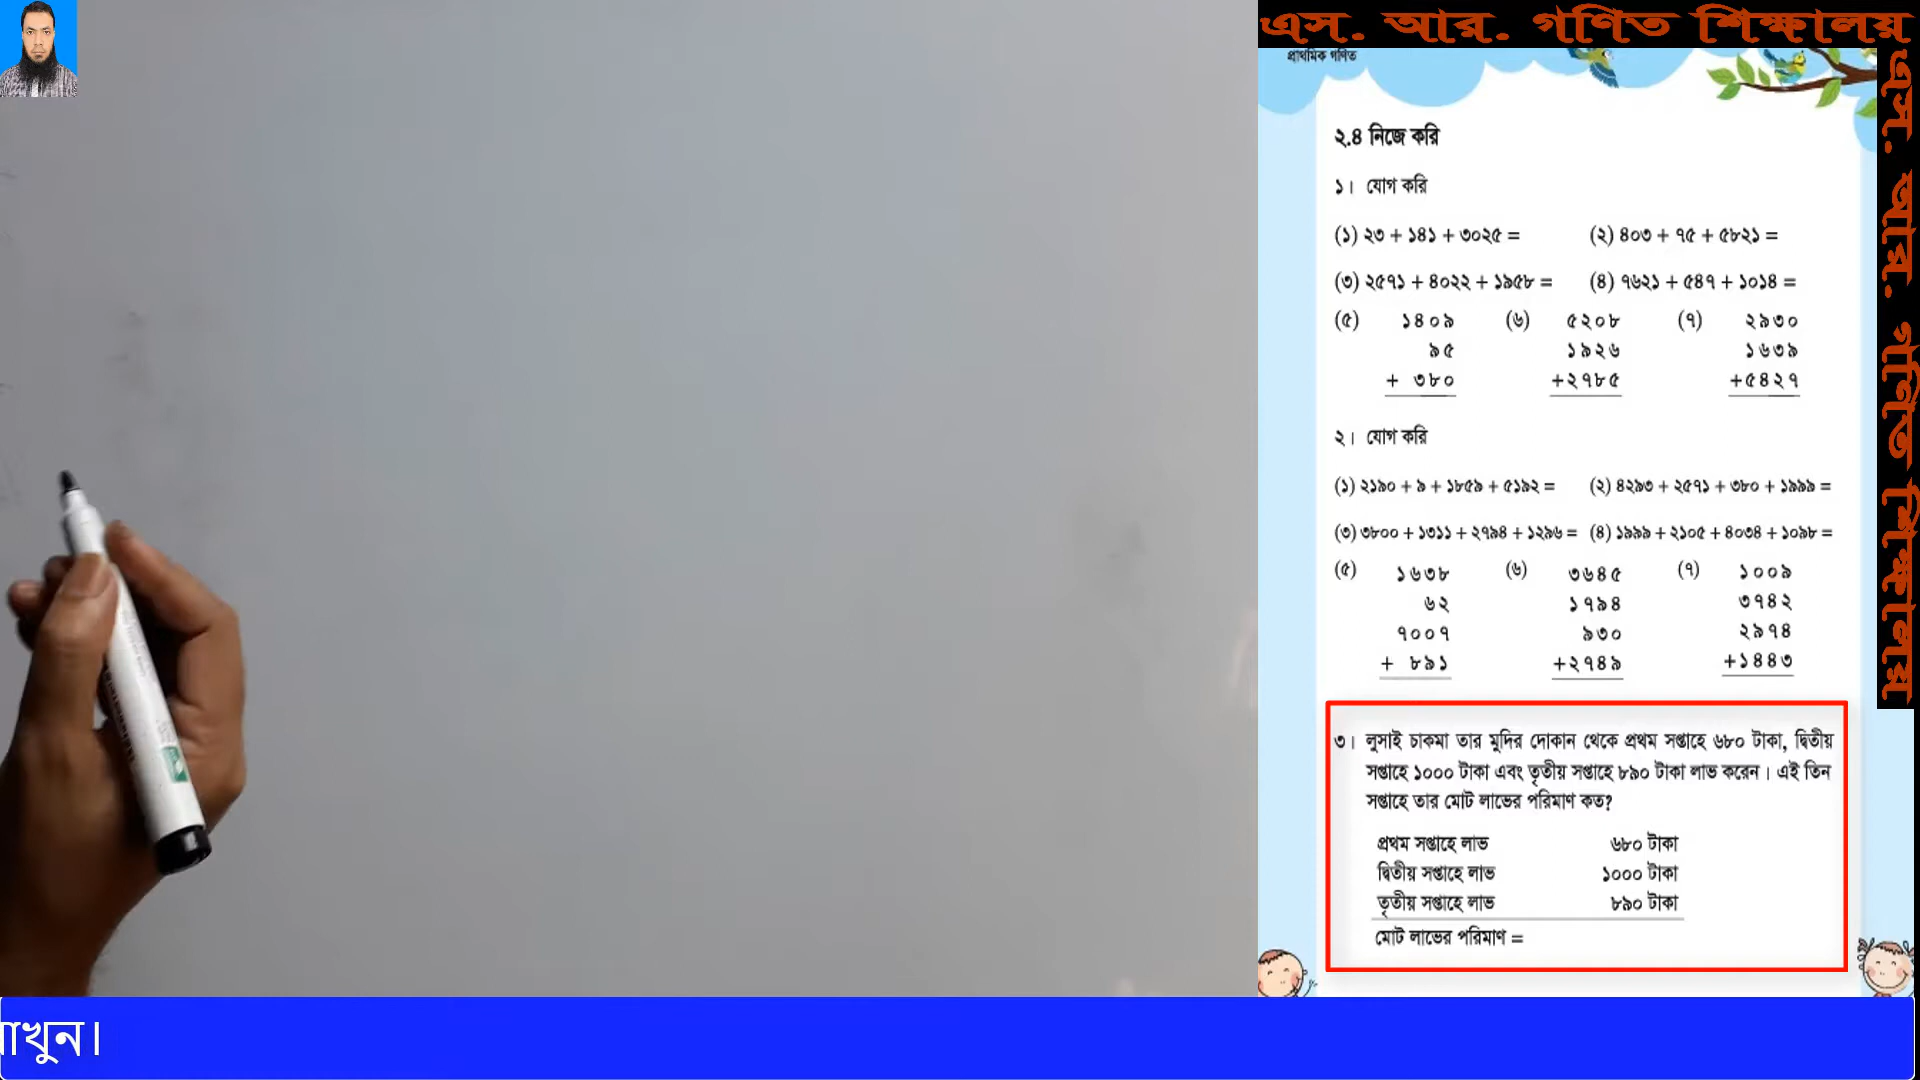 এস. আর. গণিত শিক্ষালয়
এস. আর. গণিত শিক্ষালয়
প্রাথমিক গণিত
২.৪ নিজে করি
১। যোগ করি
(১) ২৩ + ১৪১ + ৩০২৫ = (২) ৪০৩ + ৭৫ + ৫৮২১ =
(৩) ২৫৭১ + ৪০২২ + ১৯৫৮ = (৪) ৭৬২১ + ৫৪৭ + ১০১৪ =
(৫) ১৪০৯ (৬) ৫২০৮ (৭) ২৯৩০
৯৫ ১৯২৬ ১৬৩৯
+ ৩৮০ +২৭৮৫ +৫৪২৭
২। যোগ করি
(১) ২১৯০ + ৯ + ১৮৫৯ + ৫১৯২ = (২) ৪২৯৩ + ২৫৭১ + ৩৮০ + ১৯৯৯ =
(৩) ৩৮০০ + ১৩১১ + ২৭৯৪ + ১২৯৬ = (৪) ১৯৯৯ + ২১০৫ + ৪০৩৪ + ১০৯৮ =
(৫) ১৬৩৮ (৬) ৩৬৪৫ (৭) ১০০৯
৬২ ১৭৯৪ ৩৭৪২
৭০০৭ ৯৩০ ২৯৭৪
+ ৮৯১ +২৭৪৯ +১৪৪৩
৩। লুসাই চাকমা তার মুদির দোকান থেকে প্রথম সপ্তাহে ৬৮০ টাকা, দ্বিতীয়
সপ্তাহে ১০০০ টাকা এবং তৃতীয় সপ্তাহে ৮৯০ টাকা লাভ করেন। এই তিন
সপ্তাহে তার মোট লাভের পরিমাণ কত?
প্রথম সপ্তাহে লাভ ৬৮০ টাকা
দ্বিতীয় সপ্তাহে লাভ ১০০০ টাকা
তৃতীয় সপ্তাহে লাভ ৮৯০ টাকা
মোট লাভের পরিমাণ =